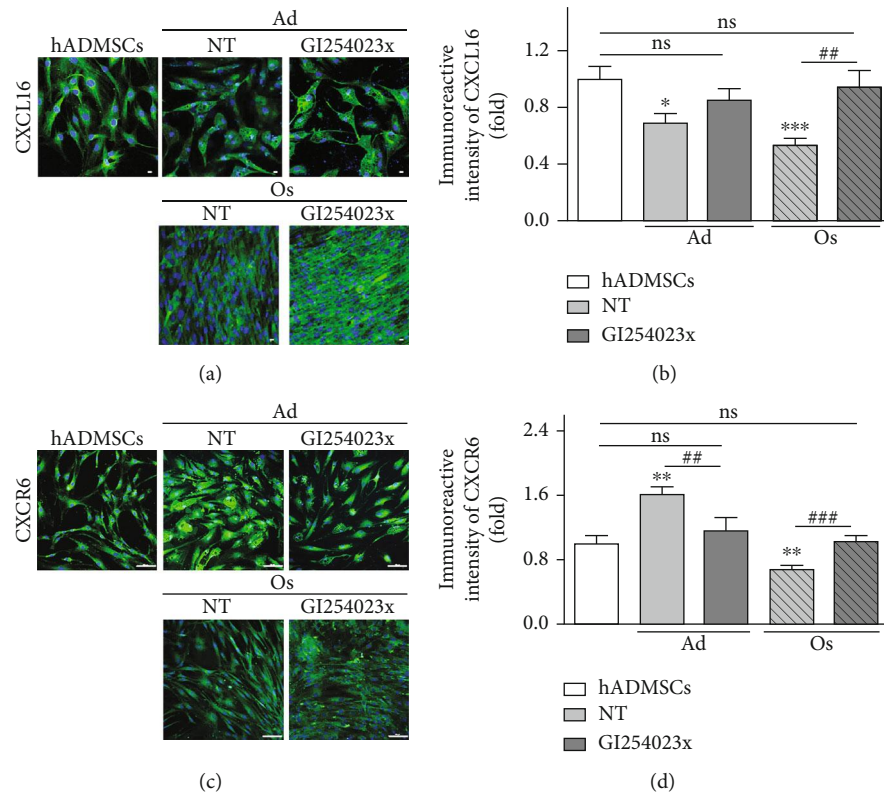 Ad
hADMSCs NT GI254023x
CXCL16
Os
NT GI254023x
(a)
Immunoreactive
intensity of CXCL16
(fold)
1.2
0.8
0.4
0.0
ns
ns
##
*
***
Ad Os
hADMSCs
NT
GI254023x
(b)
Ad
hADMSCs NT GI254023x
CXCR6
Os
NT GI254023x
(c)
Immunoreactive
intensity of CXCR6
(fold)
2.4
1.6
0.8
0.0
ns
ns
##
**
###
**
Ad Os
hADMSCs
NT
GI254023x
(d)